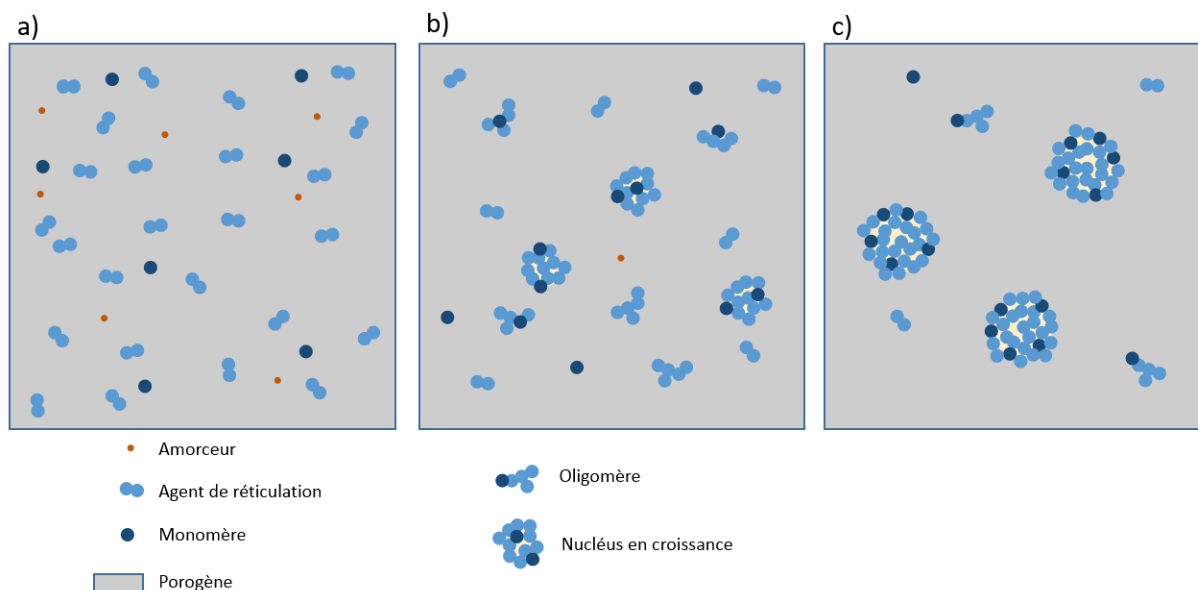 a)
b)
c)
Amorceur
Agent de réticulation
Monomère
Porogène
Oligomère
Nucléus en croissance